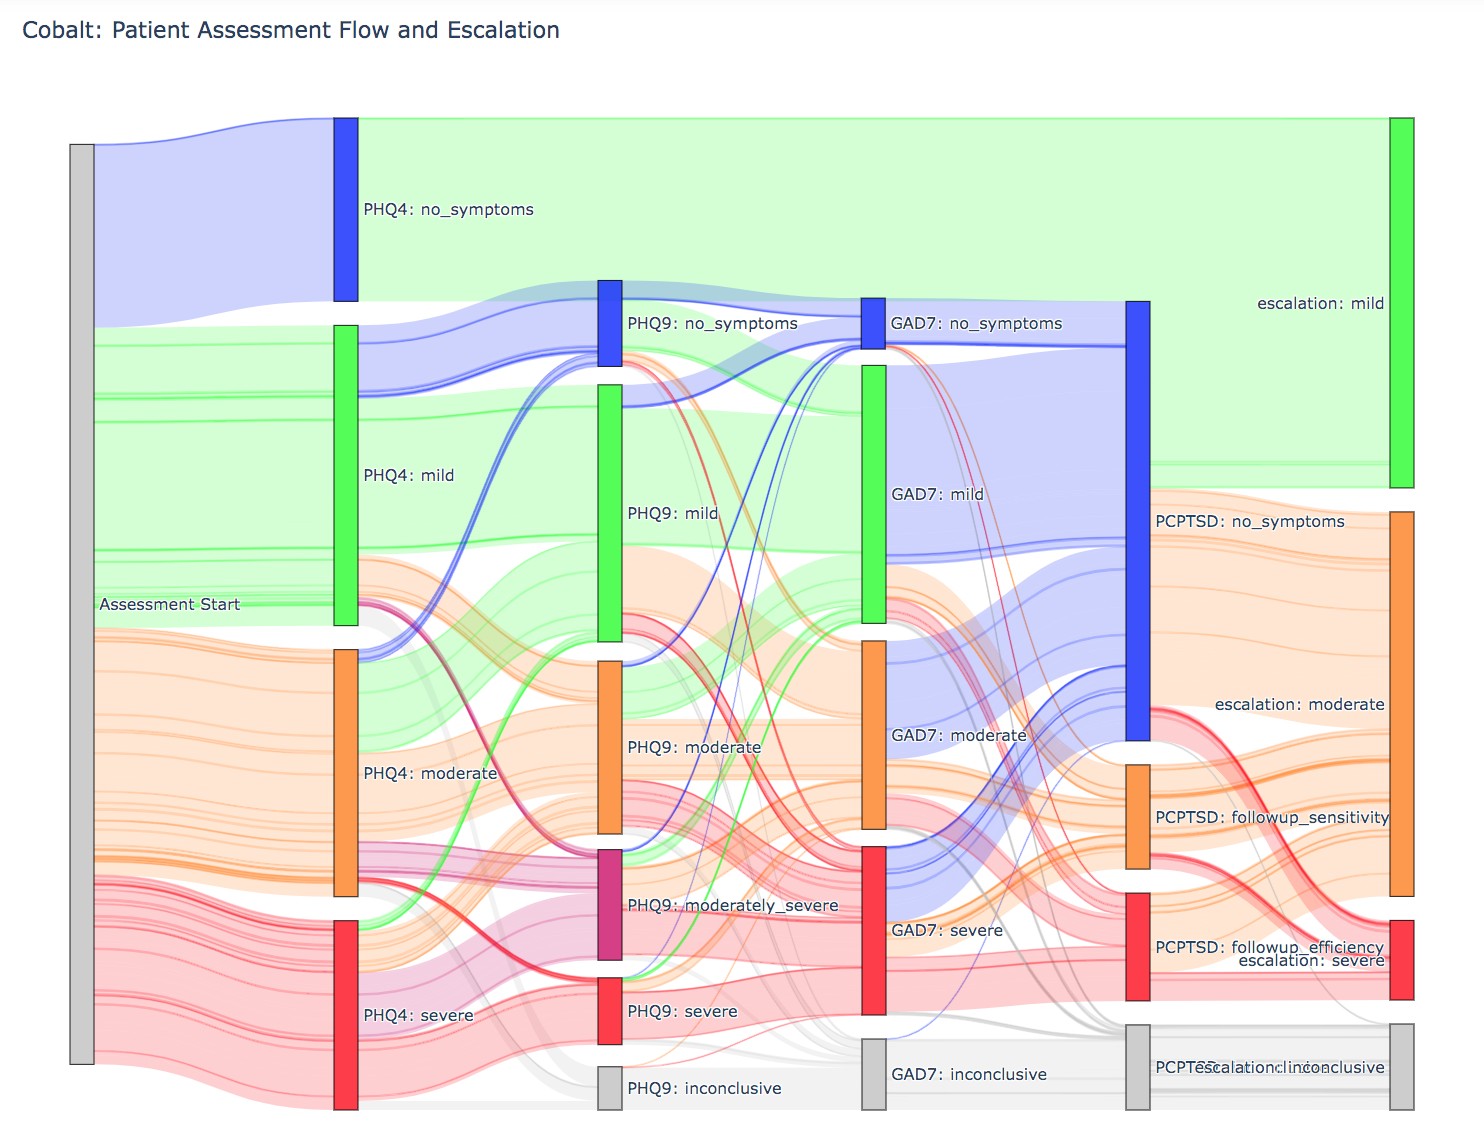 Cobalt: Patient Assessment Flow and Escalation
Assessment Start
PHQ4: no_symptoms
PHQ4: mild
PHQ4: moderate
PHQ4: severe
PHQ9: no_symptoms
PHQ9: mild
PHQ9: moderate
PHQ9: moderately_severe
PHQ9: severe
PHQ9: inconclusive
GAD7: no_symptoms
GAD7: mild
GAD7: moderate
GAD7: severe
GAD7: inconclusive
PCPTSD: no_symptoms
PCPTSD: followup_sensitivity
PCPTSD: followup_efficiency
PCPTSD:
escalation: mild
escalation: moderate
escalation: severe
escalation: inconclusive